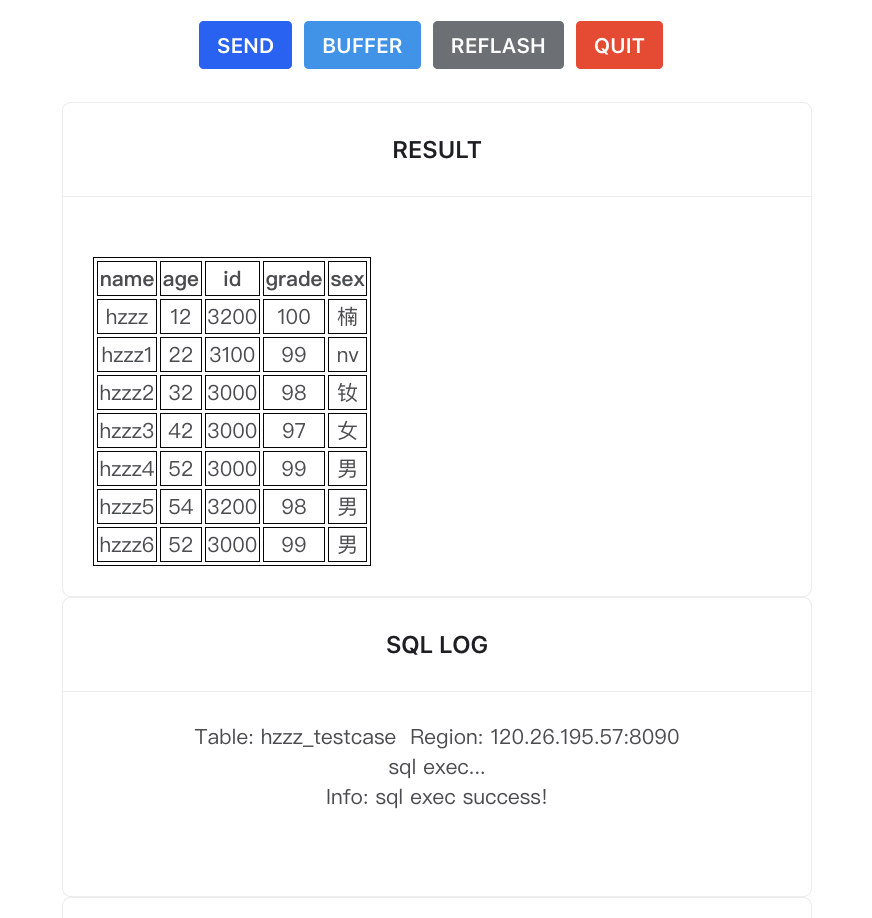 SEND BUFFER REFLASH QUIT
RESULT
name age id grade sex
hzzz 12 3200 100 楠
hzzz1 22 3100 99 nv
hzzz2 32 3000 98 钕
hzzz3 42 3000 97 女
hzzz4 52 3000 99 男
hzzz5 54 3200 98 男
hzzz6 52 3000 99 男
SQL LOG
Table: hzzz_testcase Region: 120.26.195.57:8090
sql exec...
Info: sql exec success!